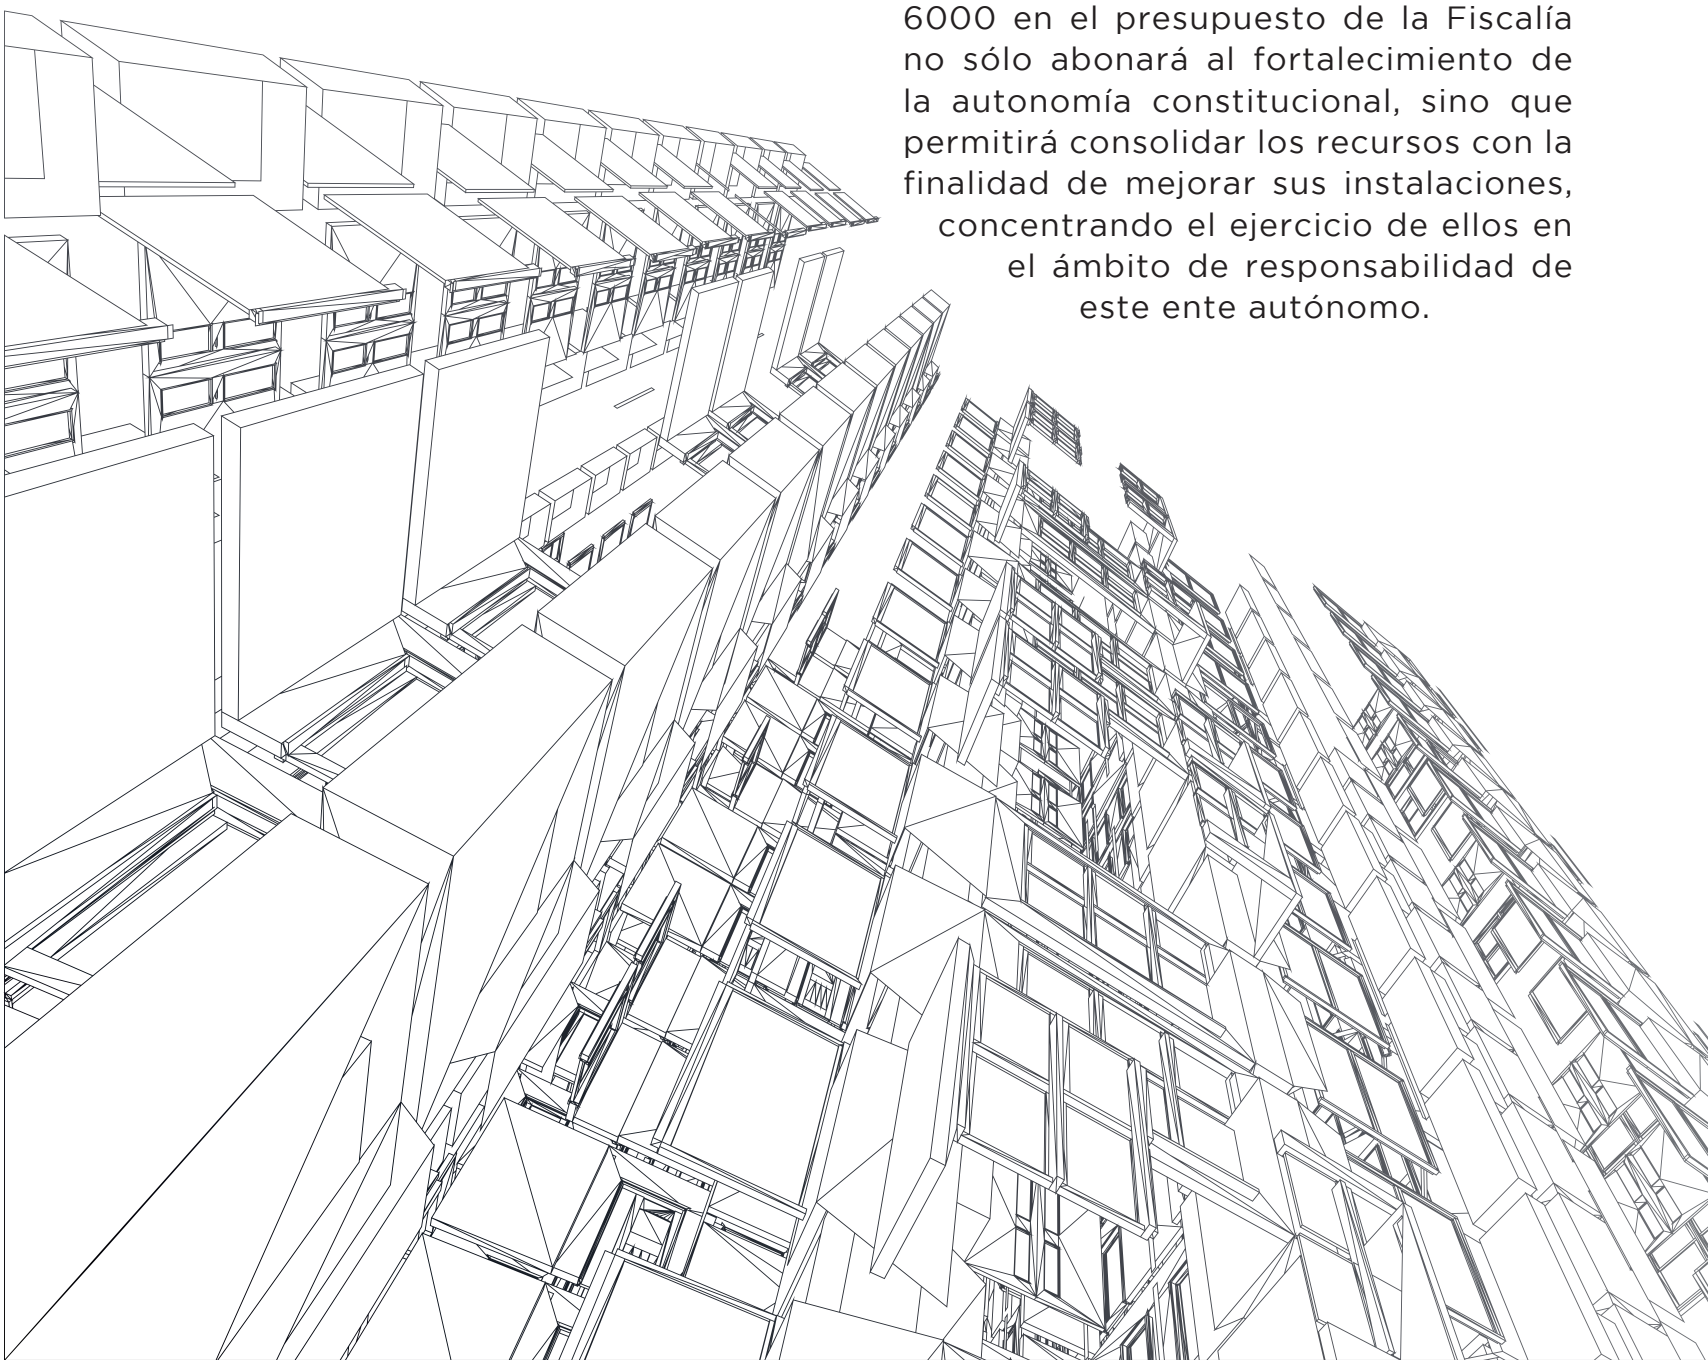 6000 en el presupuesto de la Fiscalía
no sólo abonará al fortalecimiento de
la autonomía constitucional, sino que
permitirá consolidar los recursos con la
finalidad de mejorar sus instalaciones,
concentrando el ejercicio de ellos en
el ámbito de responsabilidad de
este ente autónomo.